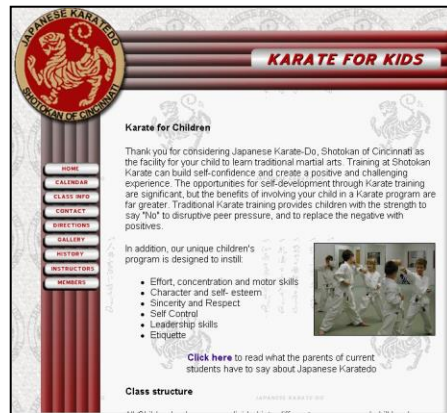 JAPANESE KARATEDO
SHOTOKAN OF CINCINNATI
KARATE FOR KIDS
HOME
CALENDAR
CLASS INFO
CONTACT
DIRECTIONS
GALLERY
HISTORY
INSTRUCTORS
MEMBERS
Karate for Children
Thank you for considering Japanese Karate-Do, Shotokan of Cincinnati as
the facility for your child to learn traditional martial arts. Training at Shotokan
Karate can build self-confidence and create a positive and challenging
experience. The opportunities for self-development through Karate training
are significant, but the benefits of involving your child in a Karate program are
far greater. Traditional Karate training provides children with the strength to
say "No" to disruptive peer pressure, and to replace the negative with
positives.
In addition, our unique children's
program is designed to instill:
Effort, concentration and motor skills
Character and self- esteem
Sincerity and Respect
Self Control
Leadership skills
Etiquette
Click here to read what the parents of current
students have to say about Japanese Karatedo
JAPANESE KARATE-DO
Class structure